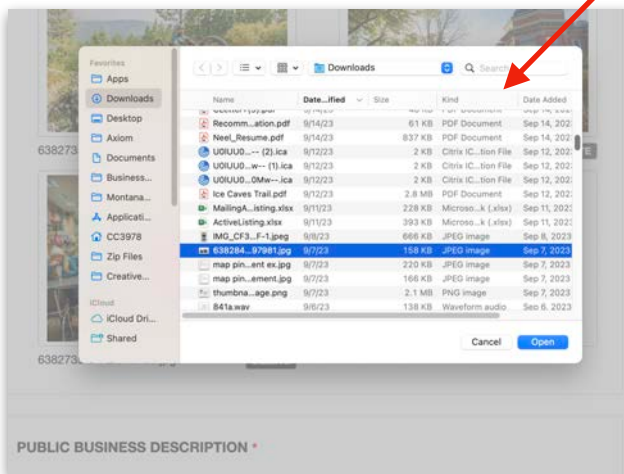 Favorites
Apps
Downloads
Desktop
Axiom
Documents
Business...
Montana...
Applicati...
CC3978
Zip Files
Creative...
iCloud
iCloud Dri...
Shared
Downloads
Search
Name Date...ified Size Kind Date Added
Recomm...ation.pdf 9/14/23 61 KB PDF Document Sep 14, 202
Neel_Resume.pdf 9/14/23 837 KB PDF Document Sep 14, 202
U0IUU0...-- (2).ica 9/12/23 2 KB Citrix IC...tion File Sep 12, 202
U0IUU0...w-- (1).ica 9/12/23 2 KB Citrix IC...tion File Sep 12, 202
U0IUU0...0Mw--.ica 9/12/23 2 KB Citrix IC...tion File Sep 12, 202
Ice Caves Trail.pdf 9/12/23 2.8 MB PDF Document Sep 12, 202
MailingA...isting.xlsx 9/11/23 228 KB Microso...k (.xlsx) Sep 11, 202
ActiveListing.xlsx 9/11/23 393 KB Microso...k (.xlsx) Sep 11, 202
IMG_CF3...F-1.jpeg 9/8/23 666 KB JPEG image Sep 8, 2023
638284...97981.jpg 9/7/23 158 KB JPEG image Sep 7, 2023
map pin...ent ex.jpg 9/7/23 220 KB JPEG image Sep 7, 2023
map pin...ement.jpg 9/7/23 166 KB JPEG image Sep 7, 2023
thumbna...age.png 9/7/23 2.1 MB PNG image Sep 7, 2023
841a.wav 9/6/23 138 KB Waveform audio Sep 6, 2023
Cancel Open
638273
638273
PUBLIC BUSINESS DESCRIPTION *